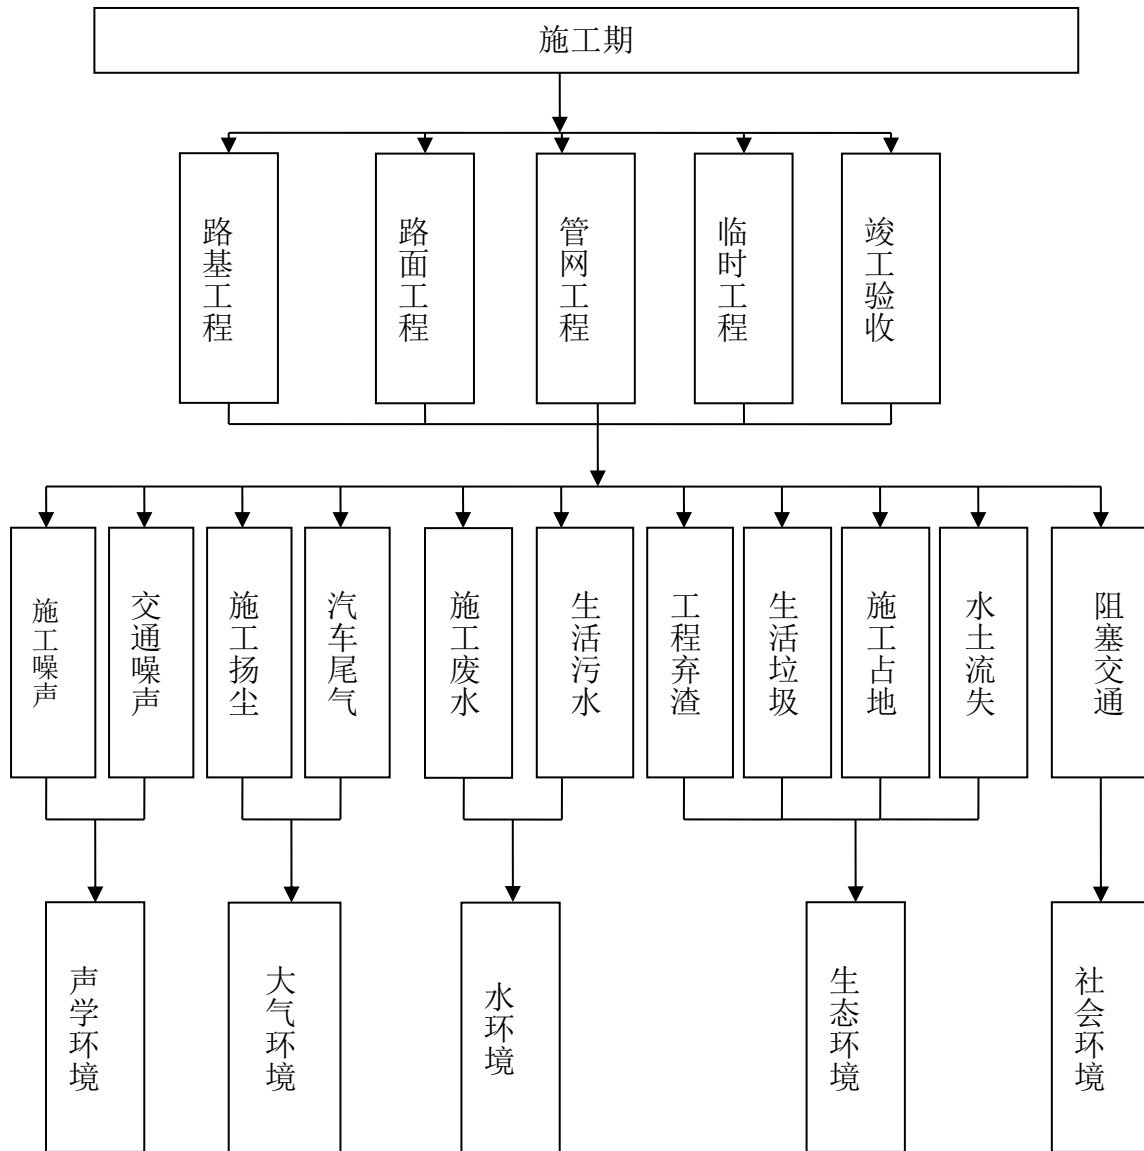 施工期
路基工程
路面工程
管网工程
临时工程
竣工验收
施工噪声
交通噪声
施工扬尘
汽车尾气
施工废水
生活污水
工程弃渣
生活垃圾
施工占地
水土流失
阻塞交通
声学环境
大气环境
水环境
生态环境
社会环境